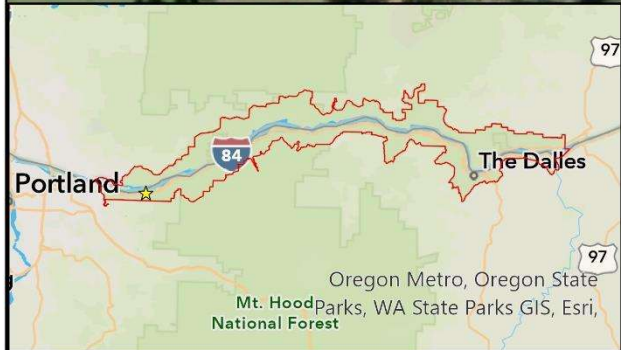 97
84
The Dalles
Portland
97
Oregon Metro, Oregon State
Parks, WA State Parks GIS, Esri,
Mt. Hood
National Forest